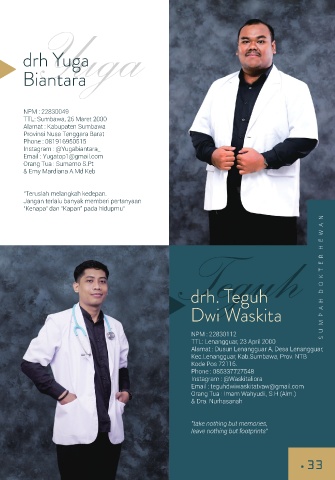 Yuga
drh Yuga
Biantara
NPM : 22830049
TTL: Sumbawa, 25 Maret 2000
Alamat : Kabupaten Sumbawa
Provinsi Nusa Tenggara Barat
Phone : 081916950515
Instagram : @Yugabiantara_
Email : Yugatop1@gmail.com
Orang Tua : Sumarno S.Pt
& Erny Mardiana A.Md.Keb
"Teruslah melangkah kedepan.
Jangan terlalu banyak memberi pertanyaan
"Kenapa" dan "Kapan" pada hidupmu"
SUMPAH DOKTER HEWAN
Teguh
drh. Teguh
Dwi Waskita
NPM : 22830112
TTL: Lenangguar, 23 April 2000
Alamat : Dusun Lenangguar A, Desa Lenangguar,
Kec.Lenangguar, Kab.Sumbawa, Prov. NTB
Kode Pos 72116.
Phone : 085337727548
Instagram : @Waskitaliora
Email : teguhdwiwaskitatwaw@gmail.com
Orang Tua : Imam Wahyudi, S.H (Alm.)
& Dra. Nurhasanah
"take nothing but memories,
leave nothing but footprints"
33